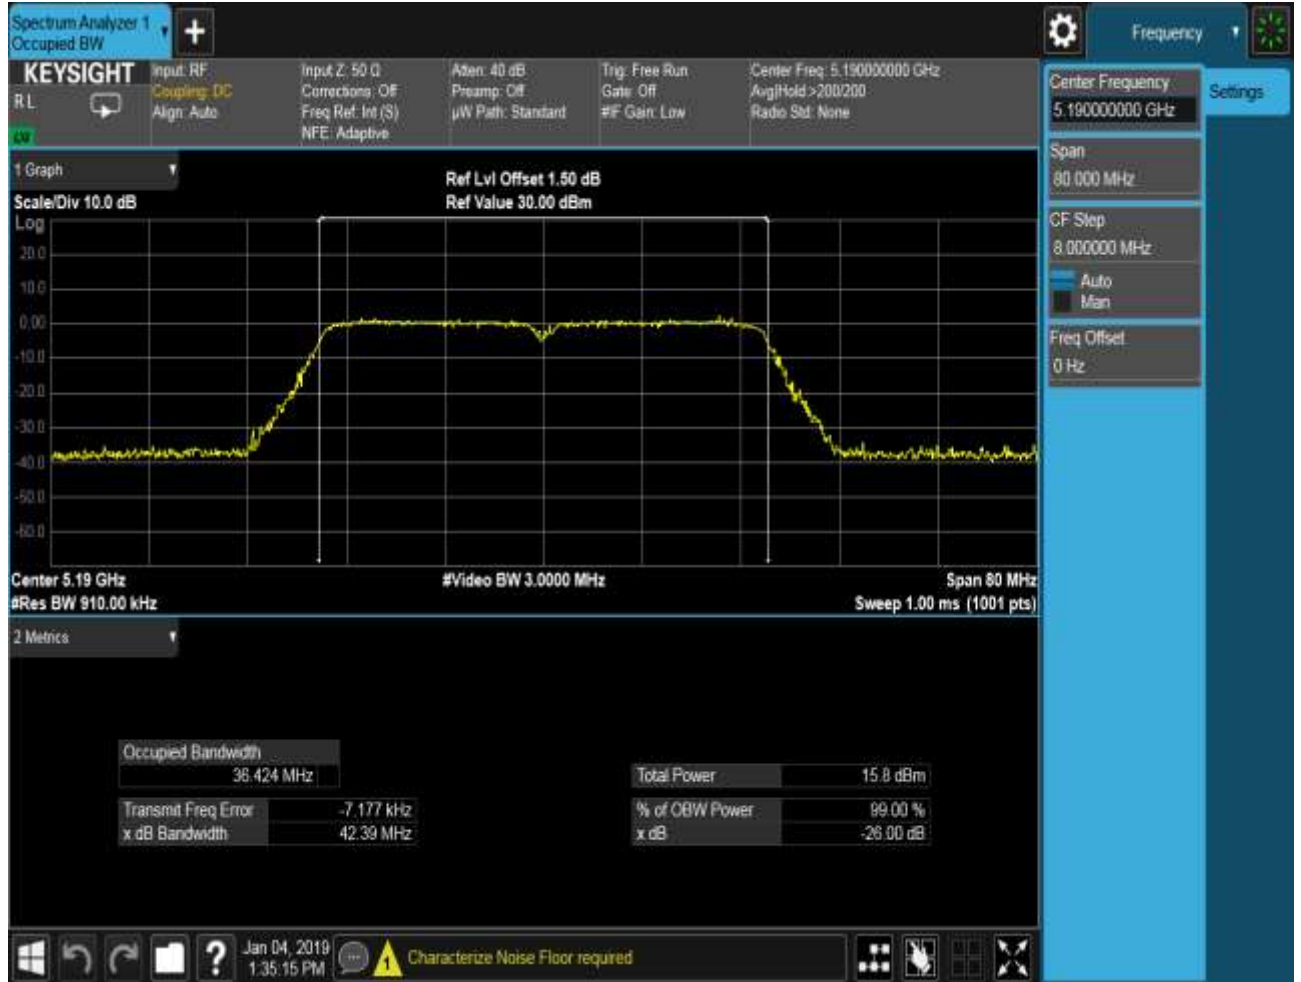 Spectrum Analyzer 1
Occupied BW
Frequency
KEYSIGHT
R L
Input: RF
Coupling: DC
Align: Auto
Input Z: 50 Ω
Corrections: Off
Freq Ref: Int (S)
NFE: Adaptive
Atten: 40 dB
Preamp: Off
µW Path: Standard
Trig: Free Run
Gate: Off
#IF Gain: Low
Center Freq: 5.190000000 GHz
Avg|Hold:>200/200
Radio Std: None
Center Frequency
5.190000000 GHz
Settings
Span
80.000 MHz
CF Step
8.000000 MHz
Auto
Man
Freq Offset
0 Hz
1 Graph
Scale/Div 10.0 dB
Ref Lvl Offset 1.50 dB
Ref Value 30.00 dBm
Log
20.0
10.0
0.00
-10.0
-20.0
-30.0
-40.0
-50.0
-60.0
Center 5.19 GHz
#Video BW 3.0000 MHz
Span 80 MHz
#Res BW 910.00 kHz
Sweep 1.00 ms (1001 pts)
2 Metrics
Occupied Bandwidth
36.424 MHz
Total Power 15.8 dBm
Transmit Freq Error -7.177 kHz
% of OBW Power 99.00 %
x dB Bandwidth 42.39 MHz
x dB -26.00 dB
?
Jan 04, 2019
1:35:15 PM
1
Characterize Noise Floor required